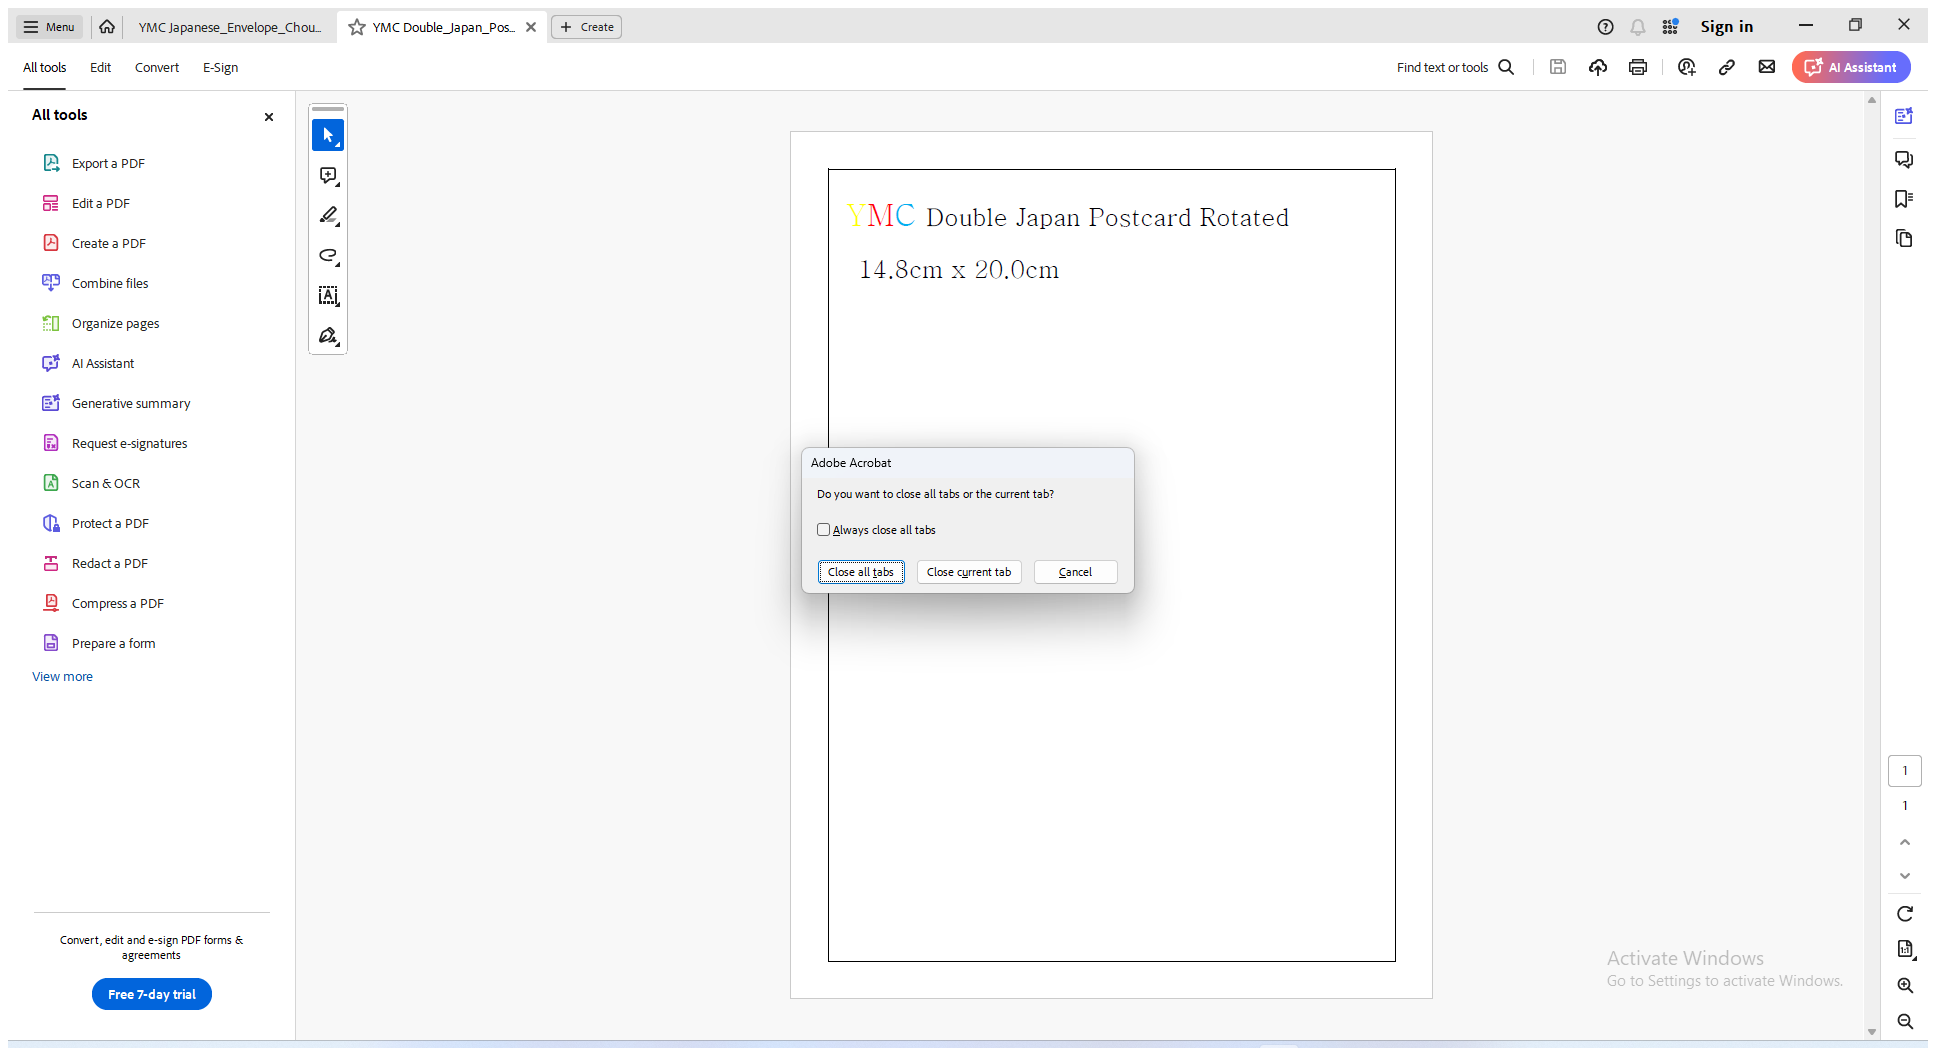 Menu
YMC Japanese_Envelope_Chou...
YMC Double_Japan_Pos...
Create
Sign in
All tools
Edit
Convert
E-Sign
Find text or tools
AI Assistant
All tools
Export a PDF
Edit a PDF
Create a PDF
Combine files
Organize pages
AI Assistant
Generative summary
Request e-signatures
Scan & OCR
Protect a PDF
Redact a PDF
Compress a PDF
Prepare a form
View more
Convert, edit and e-sign PDF forms &
agreements
Free 7-day trial
YMC Double Japan Postcard Rotated
14.8cm x 20.0cm
Adobe Acrobat
Do you want to close all tabs or the current tab?
Always close all tabs
Close all tabs
Close current tab
Cancel
1
1
Activate Windows
Go to Settings to activate Windows.